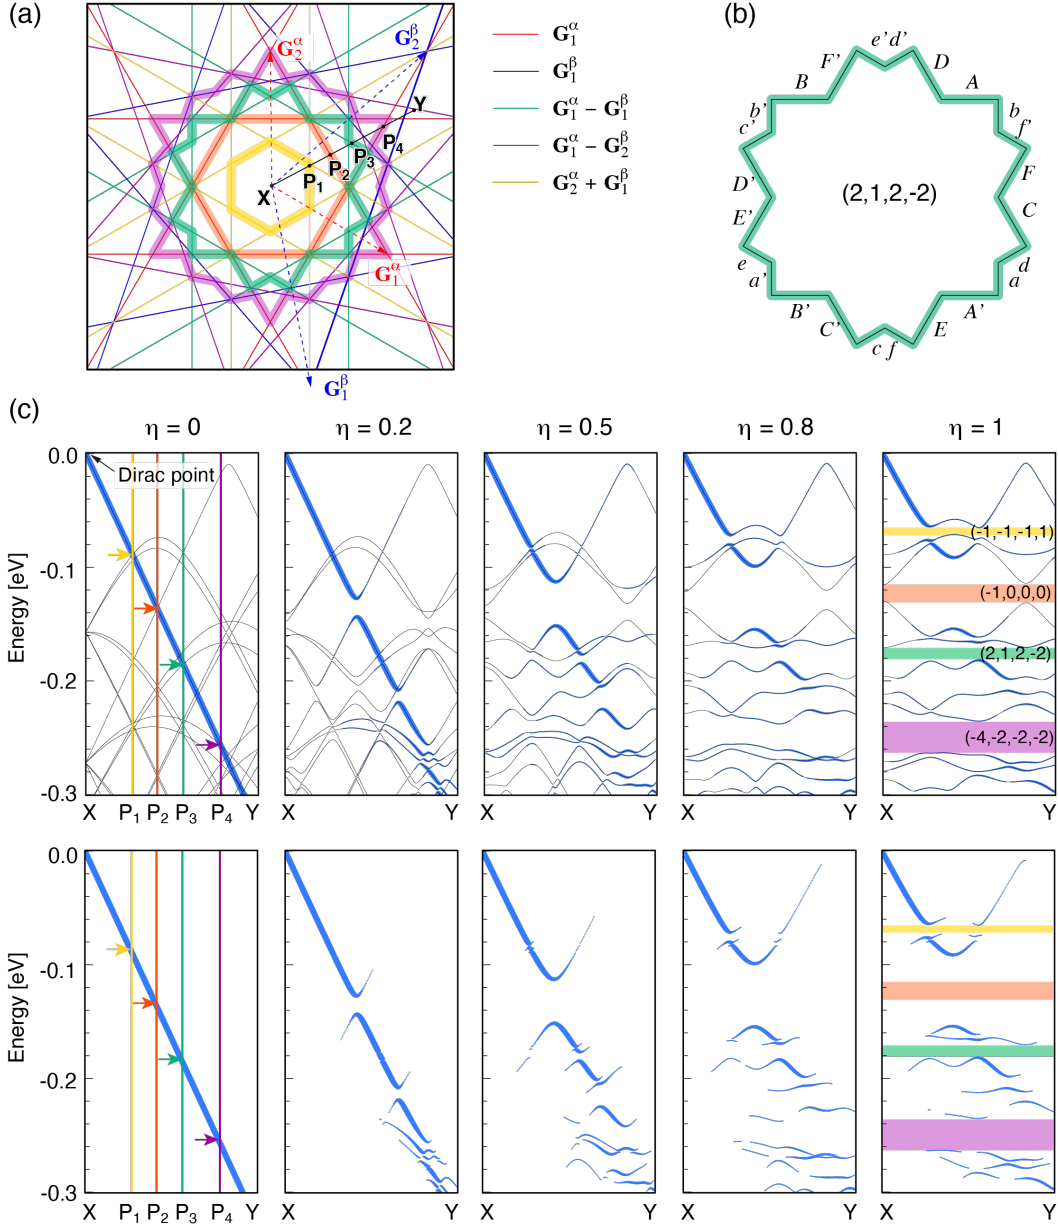 (a)
G₂^α
G₂^β
Y
P₄
P₃
P₂
P₁
X
G₁^α
G₁^β
G₁^α
G₁^β
G₁^α − G₁^β
G₁^α − G₂^β
G₂^α + G₁^β
(b)
e' d'
F' D
B A
b' b
c' f'
D' F
(2,1,2,-2)
E' C
e d
a' a
B' A'
C' E
c f
(c)
η = 0 η = 0.2 η = 0.5 η = 0.8 η = 1
0.0
Dirac point
(-1,-1,-1,1)
-0.1
(-1,0,0,0)
Energy [eV]
(2,1,2,-2)
-0.2
(-4,-2,-2,-2)
-0.3
X P₁ P₂ P₃ P₄ Y X Y X Y X Y X Y
0.0
-0.1
Energy [eV]
-0.2
-0.3
X P₁ P₂ P₃ P₄ Y X Y X Y X Y X Y